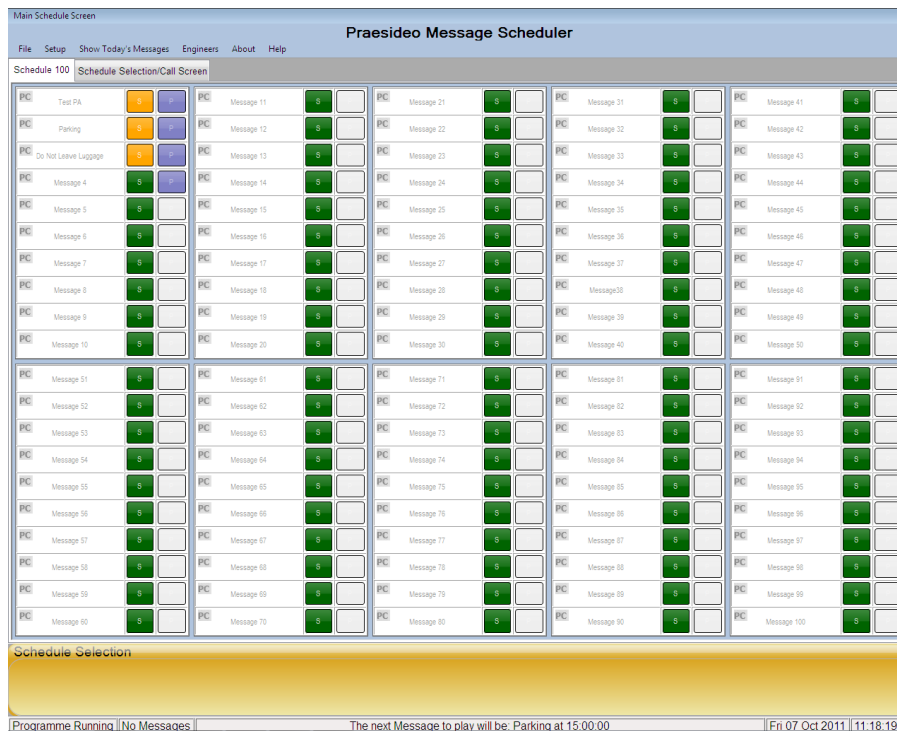 Main Schedule Screen
Praesideo Message Scheduler
File Setup Show Today's Messages Engineers About Help
Schedule 100 Schedule Selection/Call Screen
PC Test PA S P PC Message 11 S PC Message 21 S PC Message 31 S PC Message 41 S
PC Parking S P PC Message 12 S PC Message 22 S PC Message 32 S PC Message 42 S
PC Do Not Leave Luggage S P PC Message 13 S PC Message 23 S PC Message 33 S PC Message 43 S
PC Message 4 S P PC Message 14 S PC Message 24 S PC Message 34 S PC Message 44 S
PC Message 5 S PC Message 15 S PC Message 25 S PC Message 35 S PC Message 45 S
PC Message 6 S PC Message 16 S PC Message 26 S PC Message 36 S PC Message 46 S
PC Message 7 S PC Message 17 S PC Message 27 S PC Message 37 S PC Message 47 S
PC Message 8 S PC Message 18 S PC Message 28 S PC Message38 S PC Message 48 S
PC Message 9 S PC Message 19 S PC Message 29 S PC Message 39 S PC Message 49 S
PC Message 10 S PC Message 20 S PC Message 30 S PC Message 40 S PC Message 50 S
PC Message 51 S PC Message 61 S PC Message 71 S PC Message 81 S PC Message 91 S
PC Message 52 S PC Message 62 S PC Message 72 S PC Message 82 S PC Message 92 S
PC Message 53 S PC Message 63 S PC Message 73 S PC Message 83 S PC Message 93 S
PC Message 54 S PC Message 64 S PC Message 74 S PC Message 84 S PC Message 94 S
PC Message 55 S PC Message 65 S PC Message 75 S PC Message 85 S PC Message 95 S
PC Message 56 S PC Message 66 S PC Message 76 S PC Message 86 S PC Message 96 S
PC Message 57 S PC Message 67 S PC Message 77 S PC Message 87 S PC Message 97 S
PC Message 58 S PC Message 68 S PC Message 78 S PC Message 88 S PC Message 98 S
PC Message 59 S PC Message 69 S PC Message 79 S PC Message 89 S PC Message 99 S
PC Message 60 S PC Message 70 S PC Message 80 S PC Message 90 S PC Message 100 S
Schedule Selection
Programme Running No Messages The next Message to play will be: Parking at 15:00:00 Fri 07 Oct 2011 11:18:19